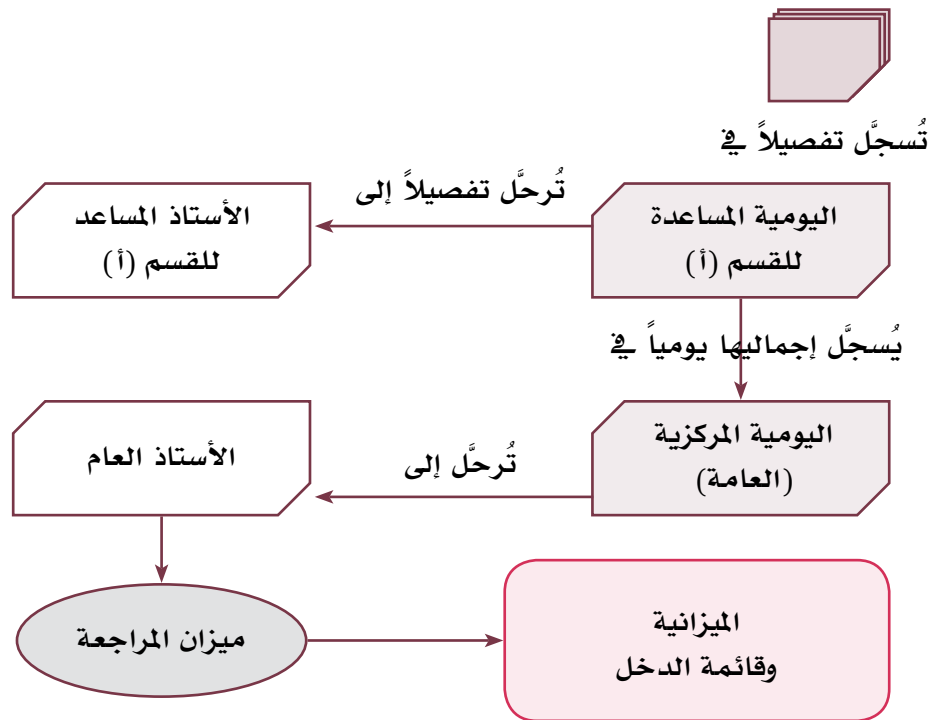 تُسجَّل تفصيلاً في
اليومية المساعدة
للقسم (أ)
تُرحَّل تفصيلاً إلى
الأستاذ المساعد
للقسم (أ)
يُسجَّل إجماليها يومياً في
اليومية المركزية
(العامة)
تُرحَّل إلى
الأستاذ العام
ميزان المراجعة
الميزانية
وقائمة الدخل